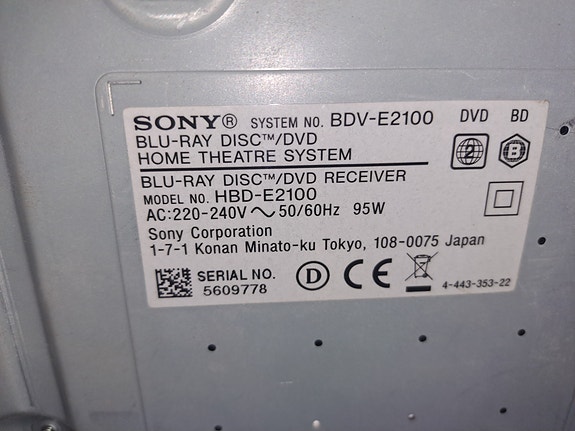 SONY® SYSTEM NO. BDV-E2100 DVD BD
BLU-RAY DISC™/DVD
HOME THEATRE SYSTEM
2 B
BLU-RAY DISC™/DVD RECEIVER
MODEL NO. HBD-E2100
AC:220-240V ~ 50/60Hz 95W
Sony Corporation
1-7-1 Konan Minato-ku Tokyo, 108-0075 Japan
SERIAL NO. D CE
5609778 4-443-353-22